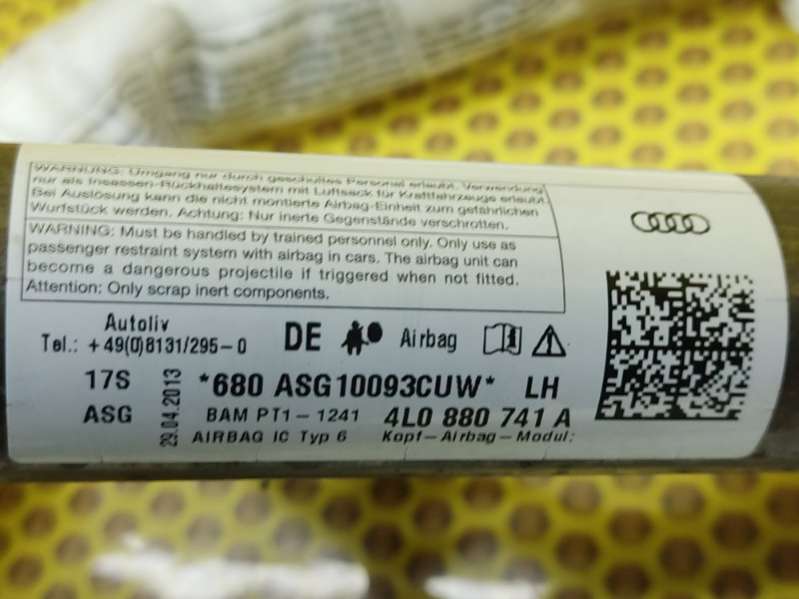 WARNUNG: Umgang nur durch geschultes Personal erlaubt. Verwendung
nur als Insassen-Rückhaltesystem mit Luftsack für Kraftfahrzeuge erlaubt.
Bei Auslösung kann die nicht montierte Airbag-Einheit zum gefährlichen
Wurfstück werden. Achtung: Nur inerte Gegenstände verschrotten.
WARNING: Must be handled by trained personnel only. Only use as
passenger restraint system with airbag in cars. The airbag unit can
become a dangerous projectile if triggered when not fitted.
Attention: Only scrap inert components.
Autoliv
Tel.: +49(0)8131/295-0
DE
Airbag
17S
ASG
29.04.2013
*680 ASG10093CUW* LH
BAM PT1-1241 4L0 880 741 A
AIRBAG IC Typ 6 Kopf-Airbag-Modul: